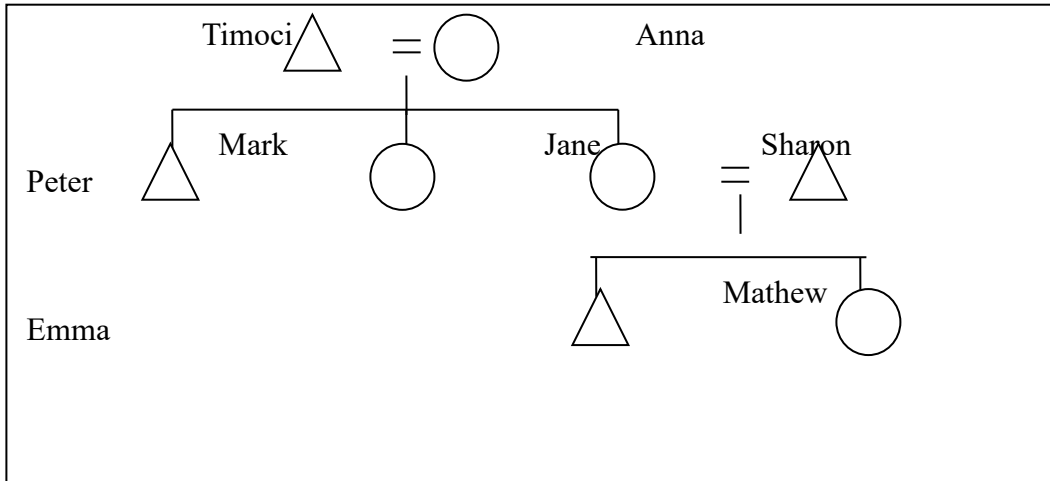 Timoci Anna
Mark Jane Sharon
Peter
Mathew
Emma